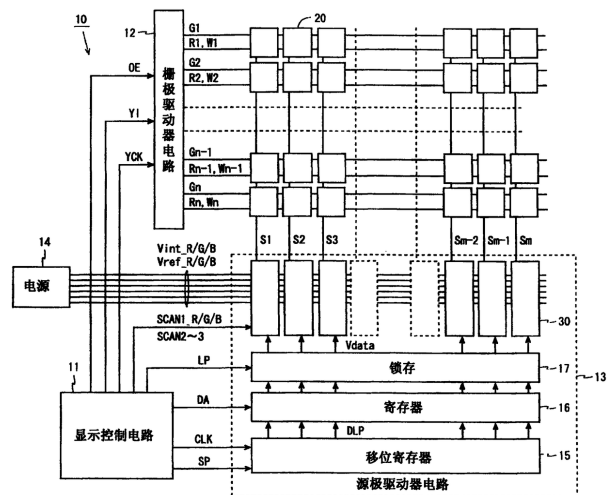 10
12
20
G1
R1,W1
OE
G2
R2,W2
YI
栅极驱动器电路
YCK
Gn-1
Rn-1,Wn-1
Gn
Rn,Wn
S1
S2
S3
Sm-2
Sm-1
Sm
14
Vint_R/G/B
Vref_R/G/B
电源
SCAN1_R/G/B
SCAN2～3
30
Vdata
11
LP
锁存
17
13
DA
寄存器
16
显示控制电路
DLP
CLK
移位寄存器
15
SP
源极驱动器电路